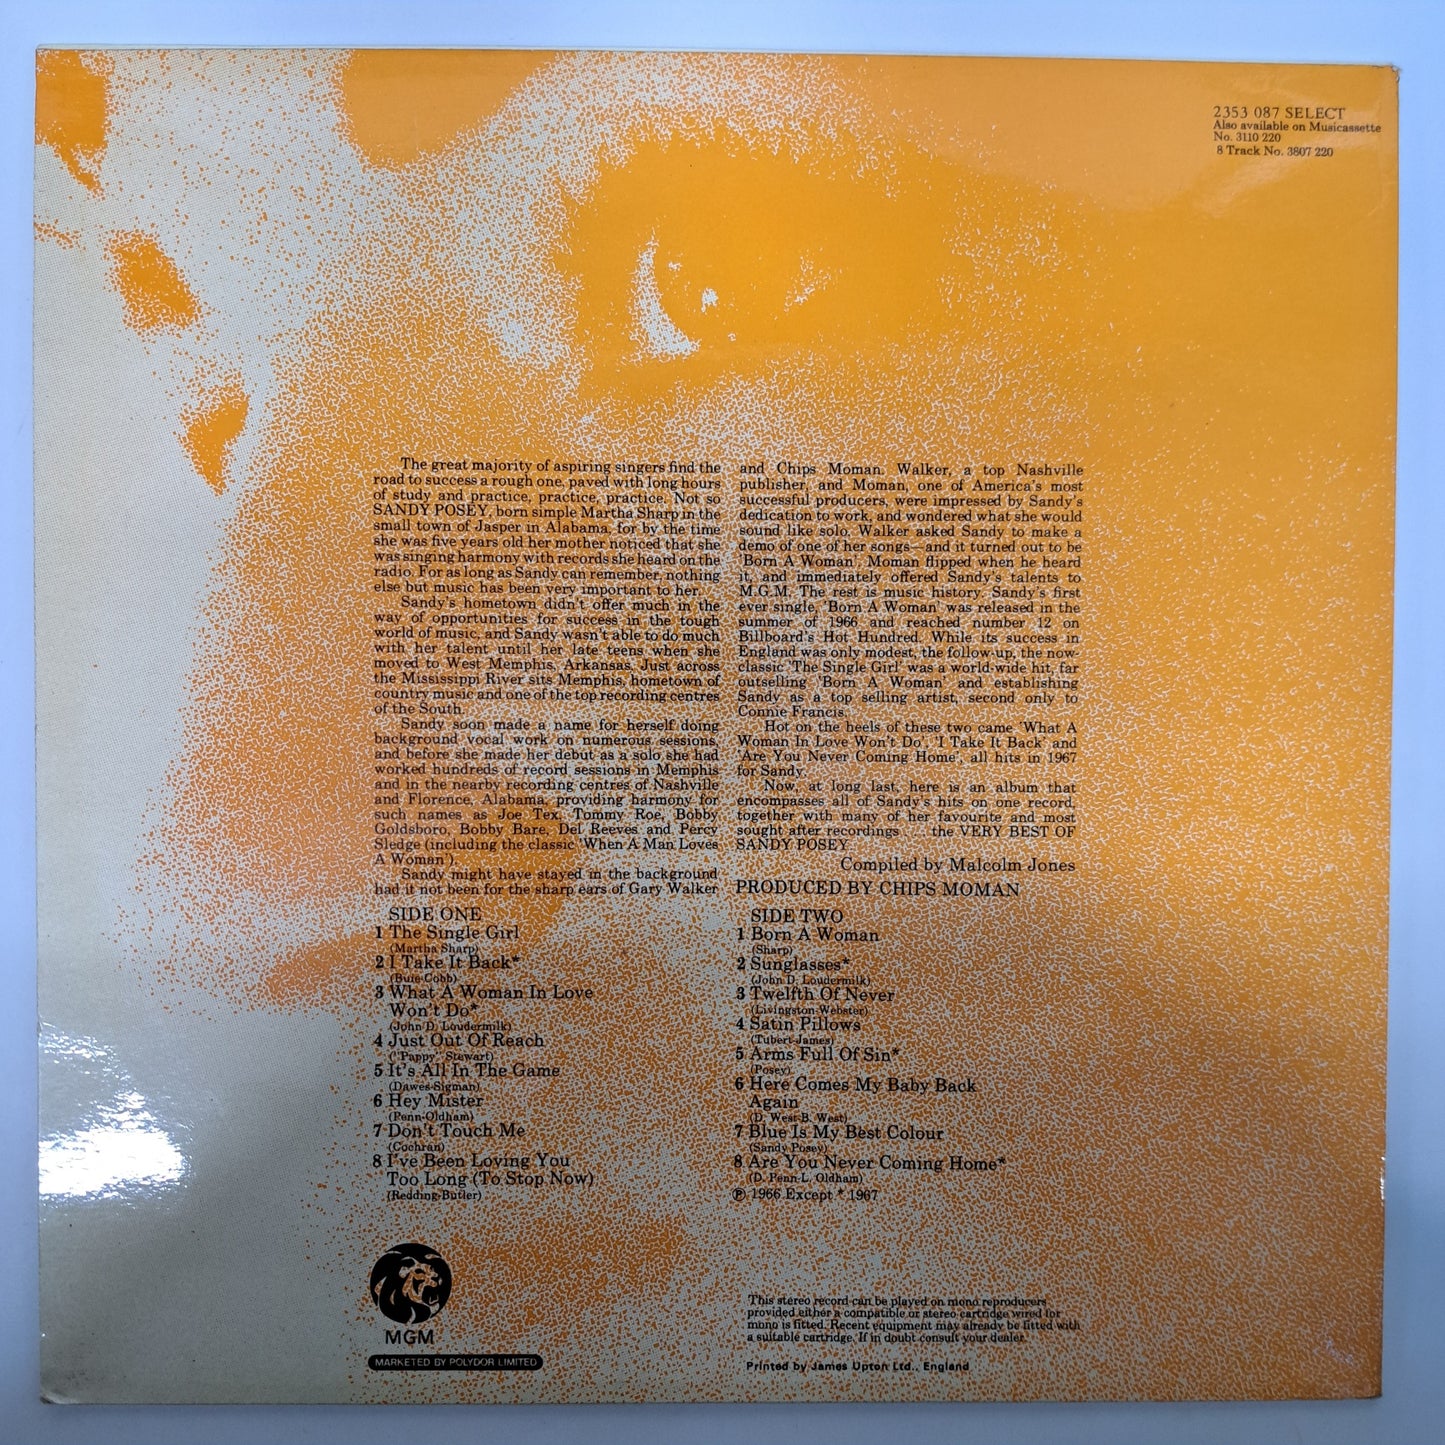 2353 087 SELECT
Also available on Musicassette
No. 3110 220
8 Track No. 3807 220
The great majority of aspiring singers find the
road to success a rough one, paved with long hours
of study and practice, practice, practice. Not so
SANDY POSEY, born simple Martha Sharp in the
small town of Jasper in Alabama, for by the time
she was five years old her mother noticed that she
was singing harmony with records she heard on the
radio. For as long as Sandy can remember, nothing
else but music has been very important to her.
Sandy's hometown didn't offer much in the
way of opportunities for success in the tough
world of music, and Sandy wasn't able to do much
with her talent until her late teens when she
moved to West Memphis, Arkansas. Just across
the Mississippi River sits Memphis, hometown of
country music and one of the top recording centres
of the South.
Sandy soon made a name for herself doing
background vocal work on numerous sessions,
and before she made her debut as a solo she had
worked hundreds of record sessions in Memphis
and in the nearby recording centres of Nashville
and Florence, Alabama, providing harmony for
such names as Joe Tex, Tommy Roe, Bobby
Goldsboro, Bobby Bare, Del Reeves and Percy
Sledge (including the classic 'When A Man Loves
A Woman').
Sandy might have stayed in the background
had it not been for the sharp ears of Gary Walker
and Chips Moman. Walker, a top Nashville
publisher, and Moman, one of America's most
successful producers, were impressed by Sandy's
dedication to work, and wondered what she would
sound like solo. Walker asked Sandy to make a
demo of one of her songs—and it turned out to be
'Born A Woman'. Moman flipped when he heard
it, and immediately offered Sandy's talents to
M.G.M. The rest is music history. Sandy's first
ever single, 'Born A Woman' was released in the
summer of 1966 and reached number 12 on
Billboard's Hot Hundred. While its success in
England was only modest, the follow-up, the now-
classic 'The Single Girl' was a world-wide hit, far
outselling 'Born A Woman' and establishing
Sandy as a top selling artist, second only to
Connie Francis.
Hot on the heels of these two came 'What A
Woman In Love Won't Do', 'I Take It Back' and
'Are You Never Coming Home', all hits in 1967
for Sandy.
Now, at long last, here is an album that
encompasses all of Sandy's hits on one record,
together with many of her favourite and most
sought after recordings . . . . the VERY BEST OF
SANDY POSEY
Compiled by Malcolm Jones
PRODUCED BY CHIPS MOMAN
SIDE ONE
1 The Single Girl
(Martha Sharp)
2 I Take It Back*
(Buie-Cobb)
3 What A Woman In Love
Won't Do*
(John D. Loudermilk)
4 Just Out Of Reach
("Pappy" Stewart)
5 It's All In The Game
(Dawes-Sigman)
6 Hey Mister
(Penn-Oldham)
7 Don't Touch Me
(Cochran)
8 I've Been Loving You
Too Long (To Stop Now)
(Redding-Butler)
SIDE TWO
1 Born A Woman
(Sharp)
2 Sunglasses*
(John D. Loudermilk)
3 Twelfth Of Never
(Livingston-Webster)
4 Satin Pillows
(Tubert-James)
5 Arms Full Of Sin*
(Posey)
6 Here Comes My Baby Back
Again
(D. West-B. West)
7 Blue Is My Best Colour
(Sandy Posey)
8 Are You Never Coming Home*
(D. Penn-L. Oldham)
℗ 1966 Except * 1967
MGM
MARKETED BY POLYDOR LIMITED
This stereo record can be played on mono reproducers
provided either a compatible or stereo cartridge wired for
mono is fitted. Recent equipment may already be fitted with
a suitable cartridge. If in doubt consult your dealer.
Printed by James Upton Ltd., England